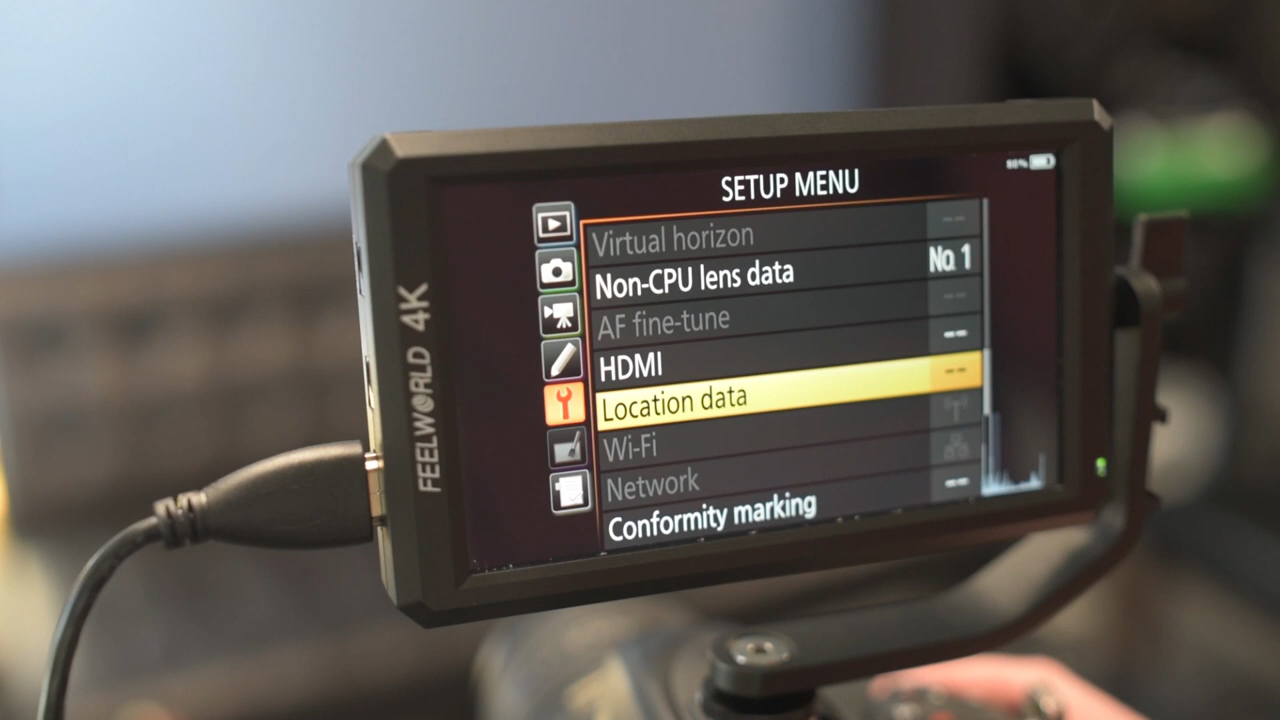 SETUP MENU
Virtual horizon --
Non-CPU lens data No. 1
AF fine-tune --
HDMI --
Location data --
Wi-Fi
Network
Conformity marking --
FEELWORLD 4K